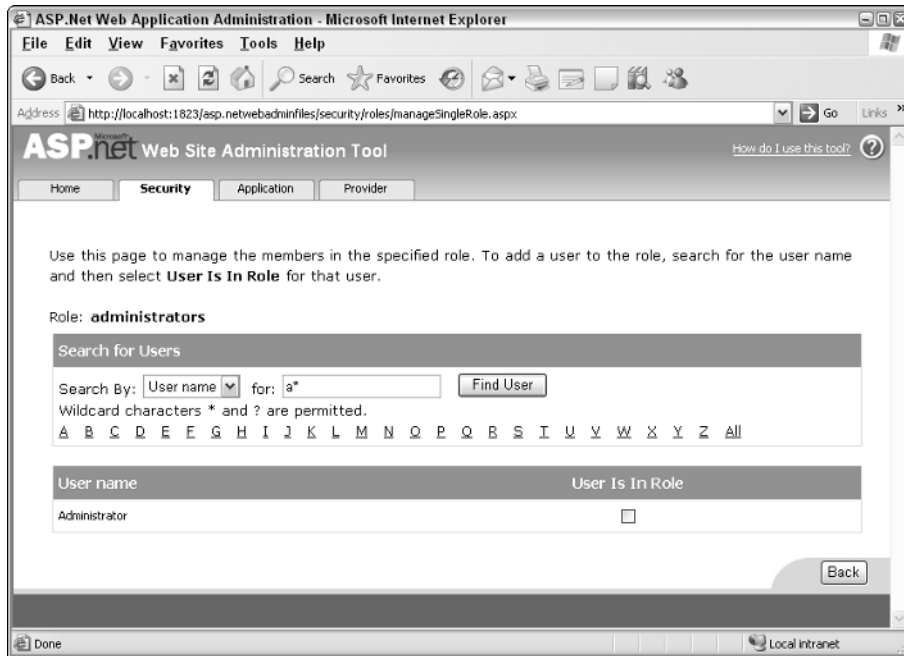 ASP.Net Web Application Administration - Microsoft Internet Explorer
File Edit View Favorites Tools Help
Back Search Favorites
Address http://localhost:1823/asp.netwebadminfiles/security/roles/manageSingleRole.aspx Go Links »
Microsoft
ASP.net Web Site Administration Tool How do I use this tool? ?
Home Security Application Provider
Use this page to manage the members in the specified role. To add a user to the role, search for the user name
and then select User Is In Role for that user.
Role: administrators
Search for Users
Search By: User name for: a* Find User
Wildcard characters * and ? are permitted.
A B C D E F G H I J K L M N O P Q R S T U V W X Y Z All
User name User Is In Role
Administrator
Back
Done Local intranet